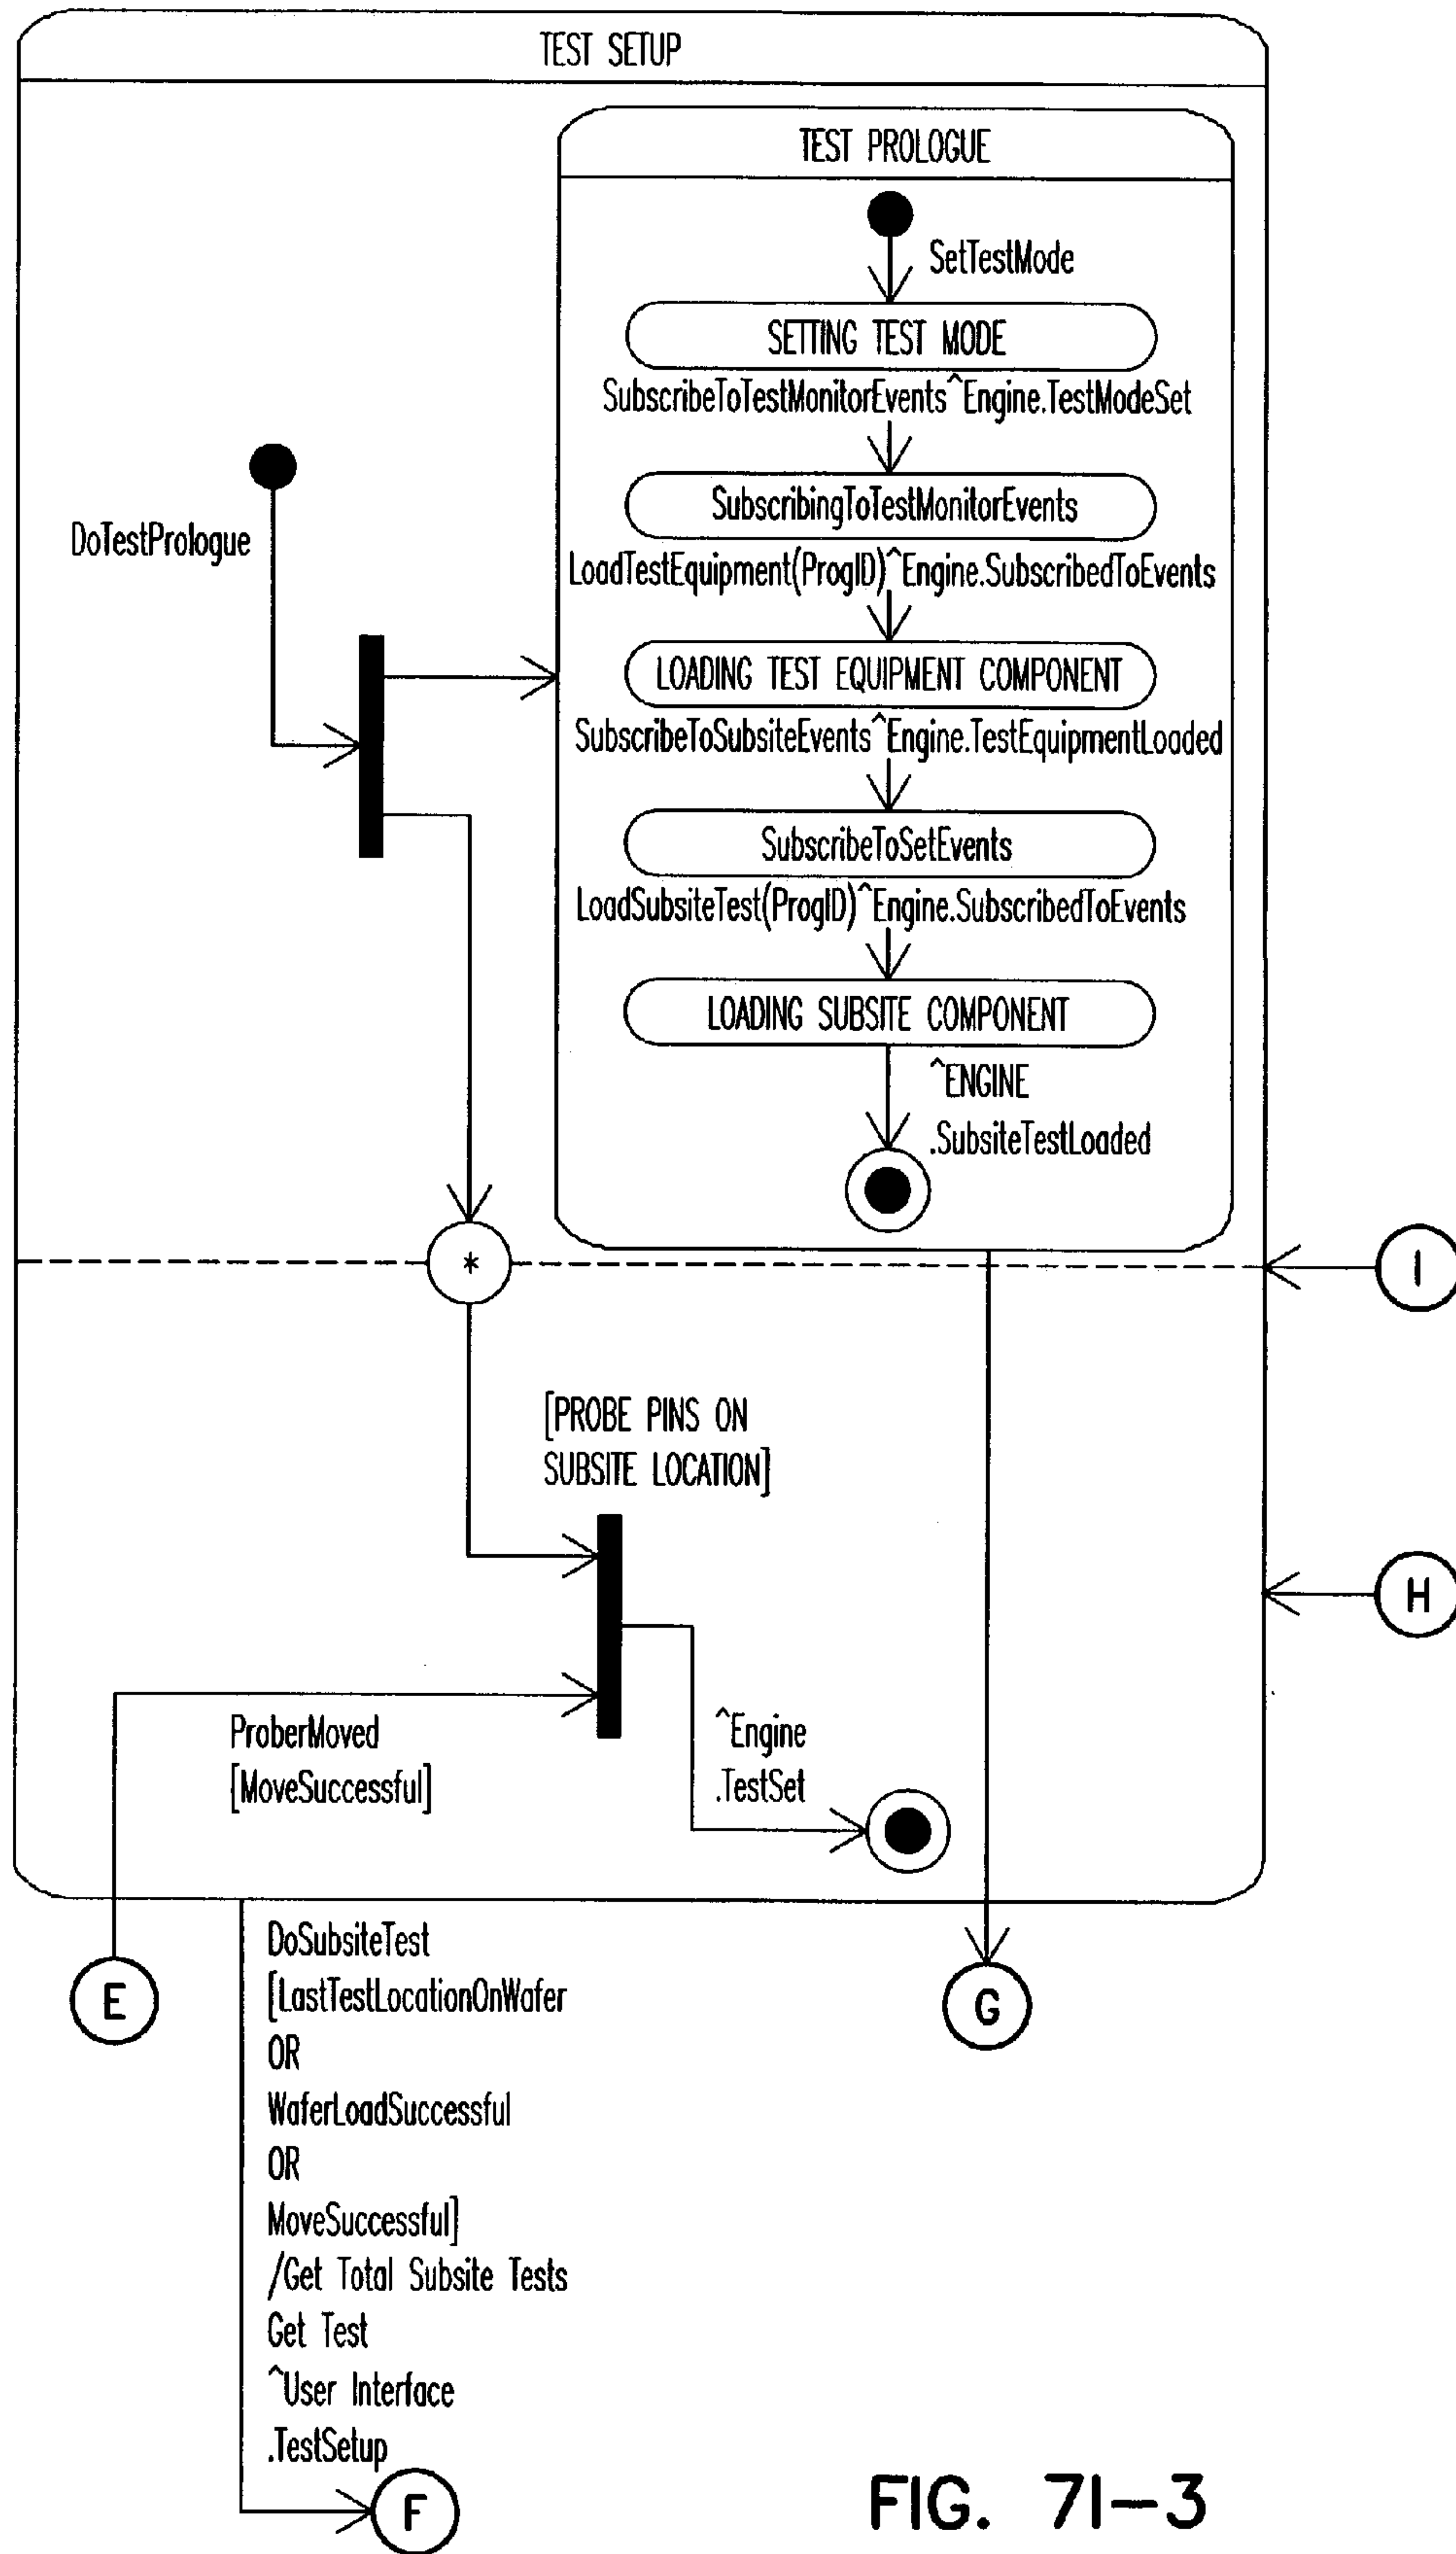 TEST SETUP
TEST PROLOGUE
SetTestMode
SETTING TEST MODE
SubscribeToTestMonitorEvents^Engine.TestModeSet
SubscribingToTestMonitorEvents
DoTestPrologue
LoadTestEquipment(ProgID)^Engine.SubscribedToEvents
LOADING TEST EQUIPMENT COMPONENT
SubscribeToSubsiteEvents^Engine.TestEquipmentLoaded
SubscribeToSetEvents
LoadSubsiteTest(ProgID)^Engine.SubscribedToEvents
LOADING SUBSITE COMPONENT
^ENGINE
.SubsiteTestLoaded
*
I
[PROBE PINS ON
SUBSITE LOCATION]
H
ProberMoved
[MoveSuccessful]
^Engine
.TestSet
E
G
DoSubsiteTest
[LastTestLocationOnWafer
OR
WaferLoadSuccessful
OR
MoveSuccessful]
/Get Total Subsite Tests
Get Test
^User Interface
.TestSetup
F
FIG. 71-3